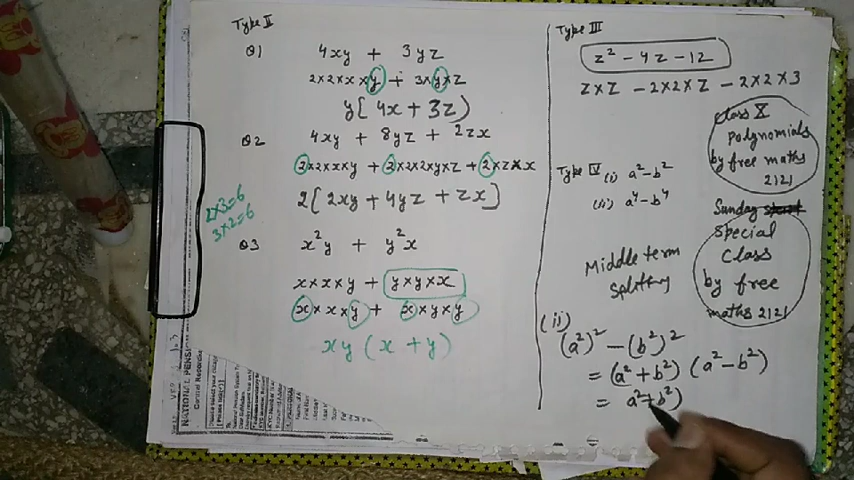 Type II
Q1 4xy + 3yz
2×2×x×y + 3×y×z
y[4x+3z)
Q2 4xy + 8yz + 2zx
2×2×x×y + 2×2×2×y×z + 2×z×x
2[2xy + 4yz + zx]
2×3=6
3×2=6
Q3 x²y + y²x
x×x×y + y×y×x
x×x×y + x×y×y
xy (x + y)
NATIONAL PENSION
Central Record
Type III
z² - 4z - 12
z×z - 2×2×z - 2×2×3
Class X
Polynomials
by free maths
2121
Type IV (i) a²-b²
(ii) a⁴-b⁴
Sunday
Special
Class
by free
maths 2121
Middle term
Splitting
(ii)
(a²)² - (b²)²
= (a²+b²) (a²-b²)
= a²+b²)